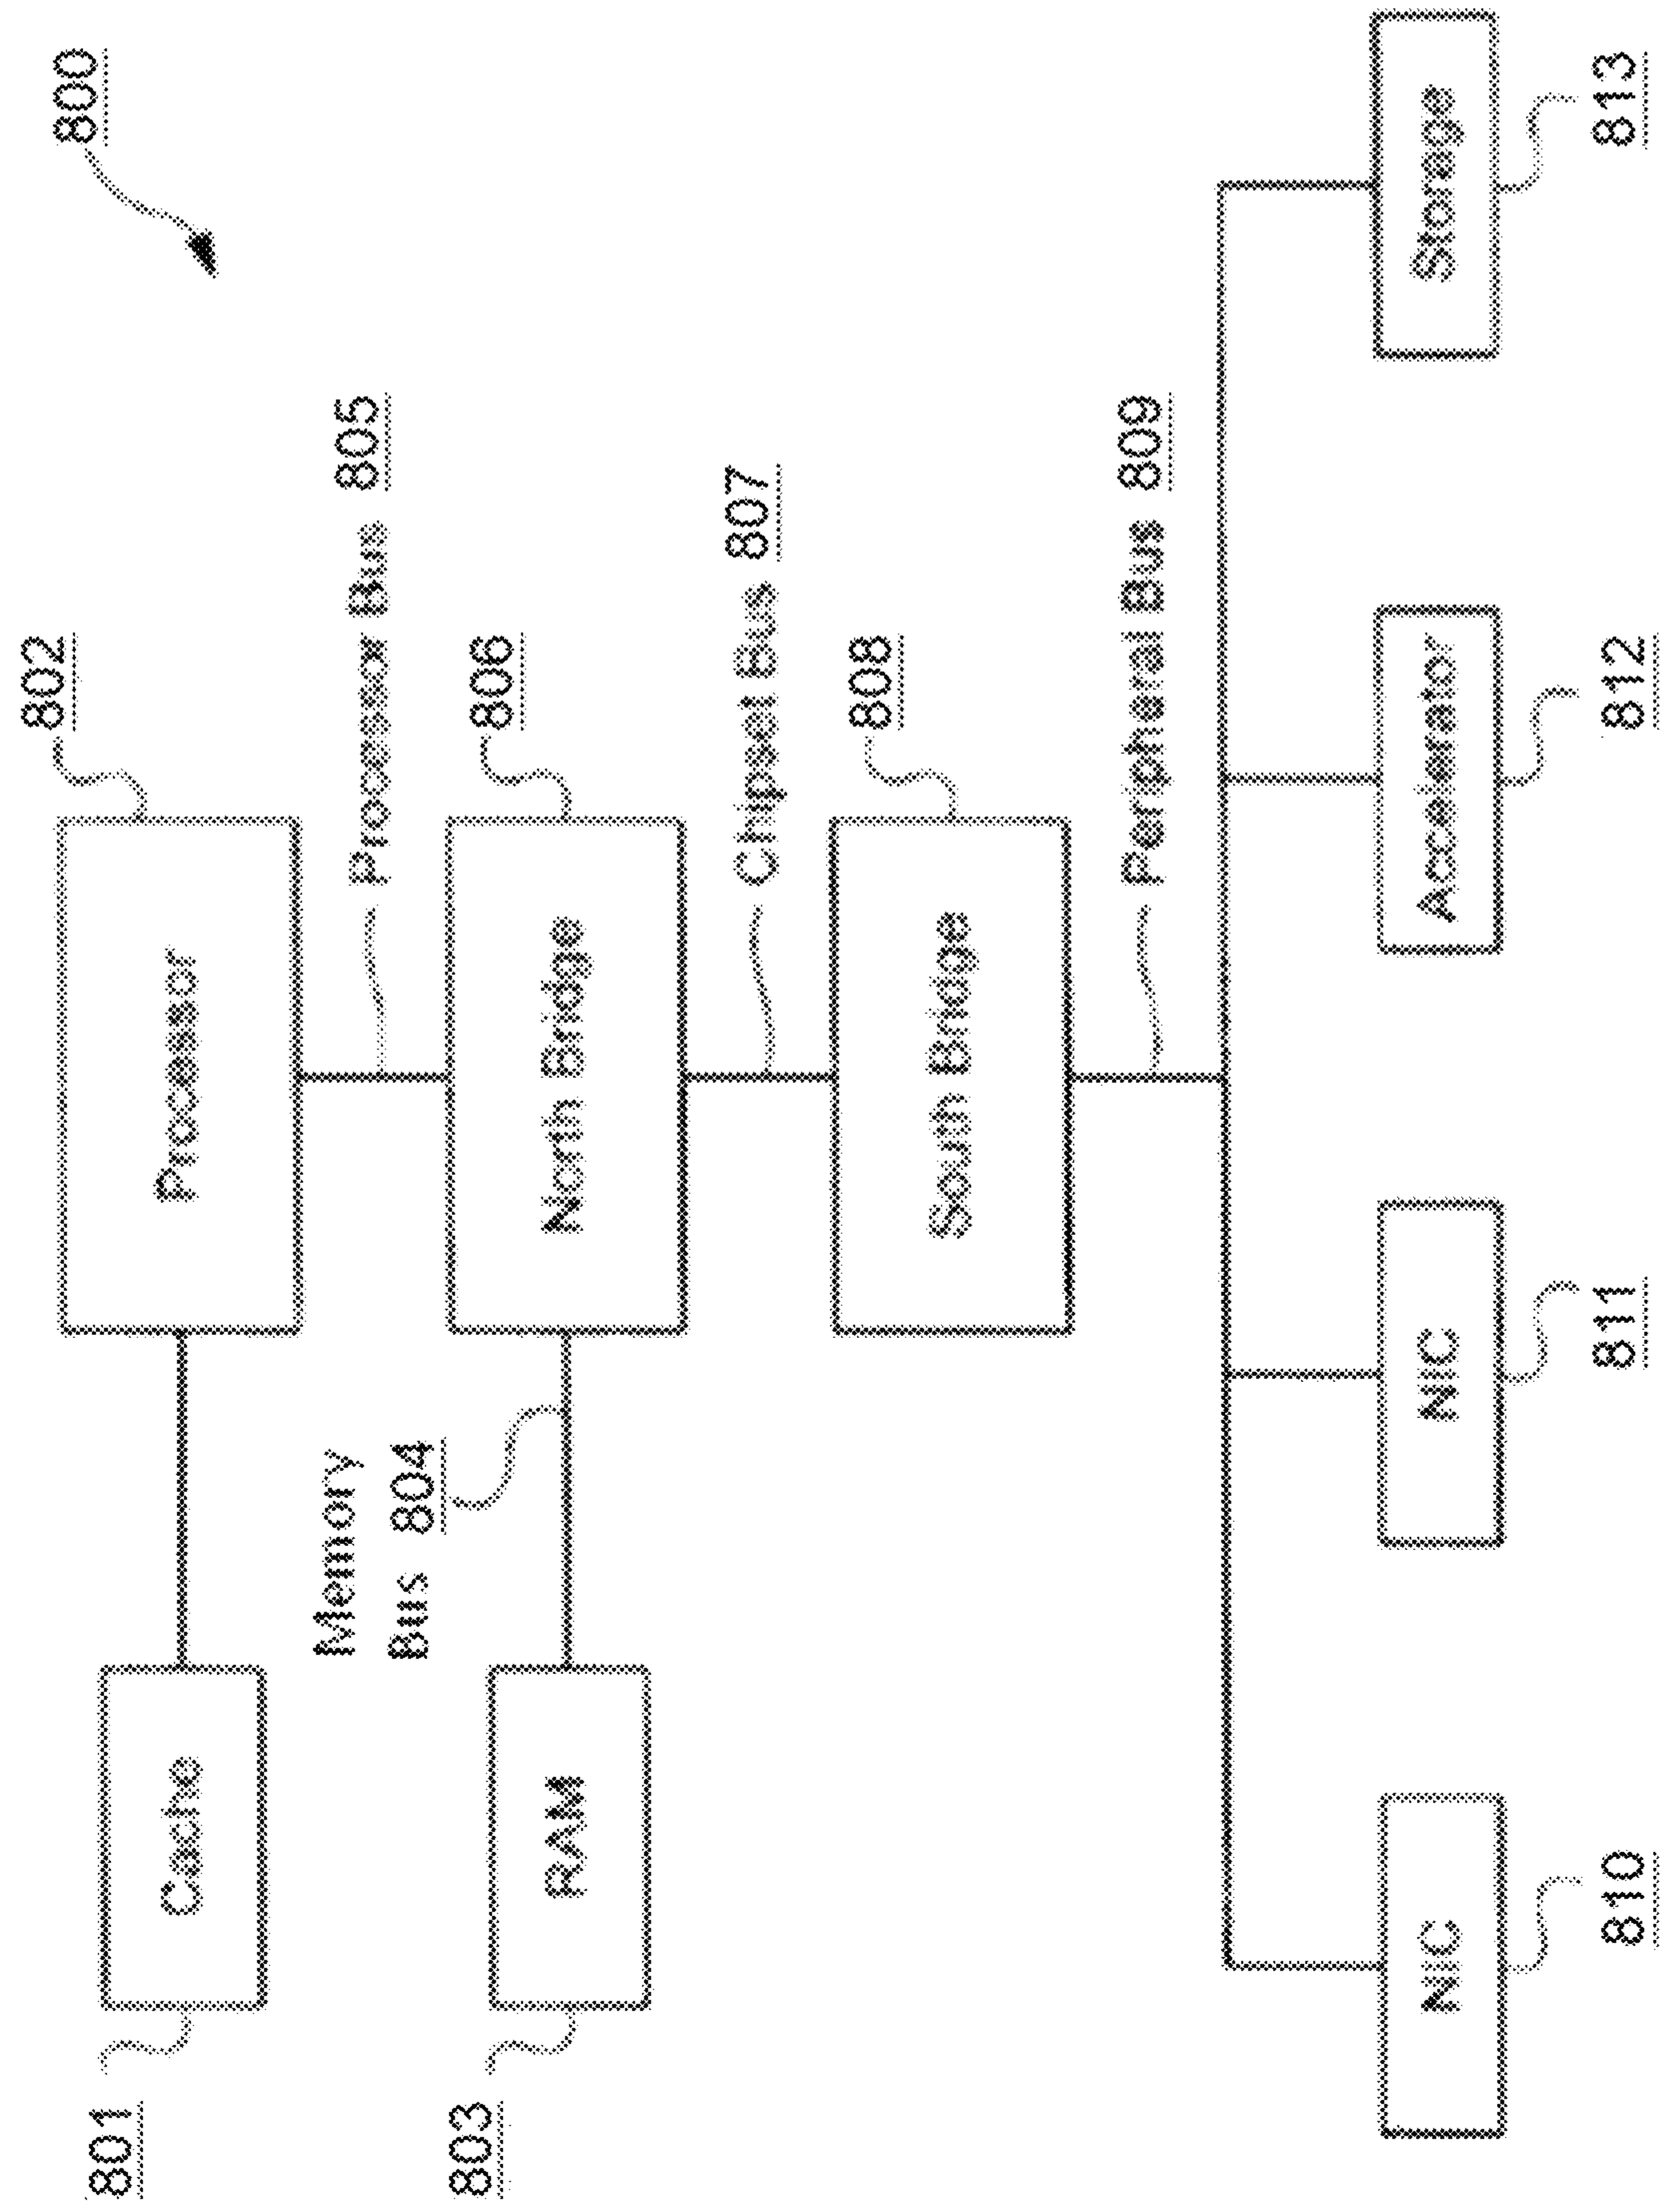 800
802
Processor
Cache
801
Processor Bus 805
Memory
Bus 804
806
North Bridge
RAM
803
Chipset Bus 807
808
South Bridge
Peripheral Bus 809
NIC
810
NIC
811
Accelerator
812
Storage
813